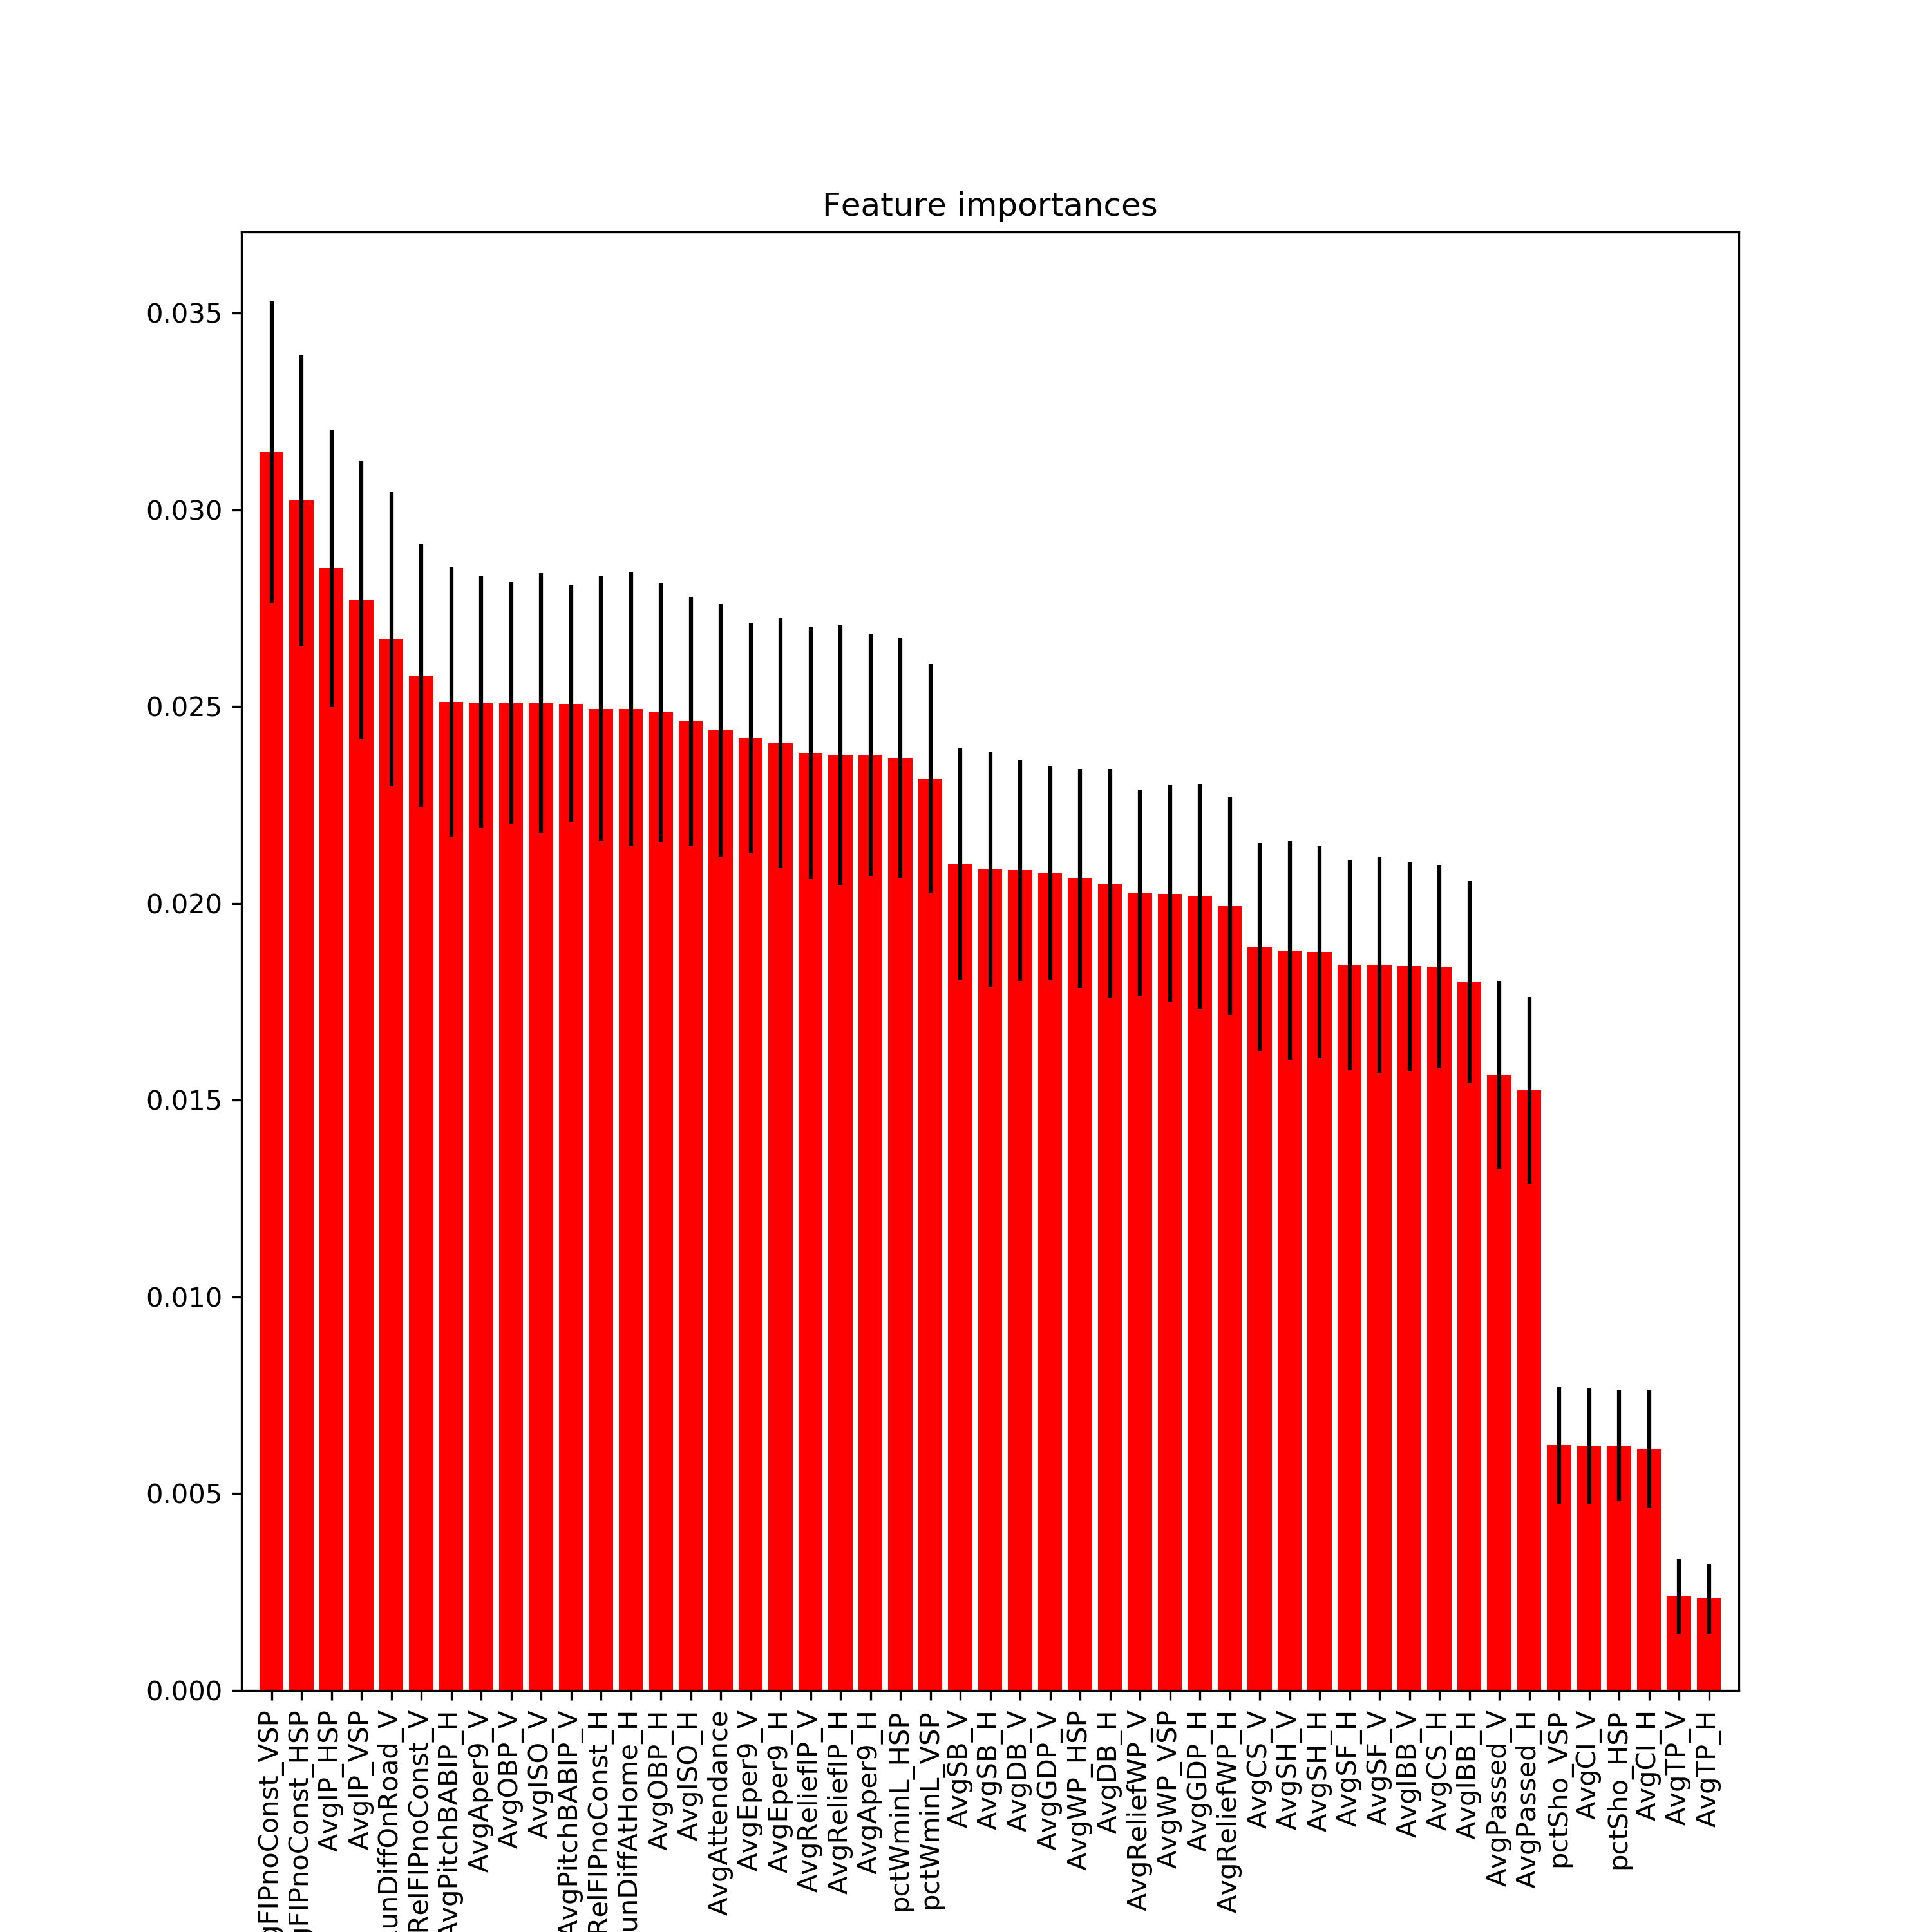 Feature importances
0.035
0.030
0.025
0.020
0.015
0.010
0.005
0.000
gFIPnoConst_VSP
gFIPnoConst_HSP
AvgIP_HSP
AvgIP_VSP
unDiffOnRoad_V
RelFIPnoConst_V
AvgPitchBABIP_H
AvgAper9_V
AvgOBP_V
AvgISO_V
AvgPitchBABIP_V
RelFIPnoConst_H
unDiffAtHome_H
AvgOBP_H
AvgISO_H
AvgAttendance
AvgEper9_V
AvgEper9_H
AvgReliefIP_V
AvgReliefIP_H
AvgAper9_H
pctWminL_HSP
pctWminL_VSP
AvgSB_V
AvgSB_H
AvgDB_V
AvgGDP_V
AvgWP_HSP
AvgDB_H
AvgReliefWP_V
AvgWP_VSP
AvgGDP_H
AvgReliefWP_H
AvgCS_V
AvgSH_V
AvgSH_H
AvgSF_H
AvgSF_V
AvgIBB_V
AvgCS_H
AvgIBB_H
AvgPassed_V
AvgPassed_H
pctSho_VSP
AvgCI_V
pctSho_HSP
AvgCI_H
AvgTP_V
AvgTP_H